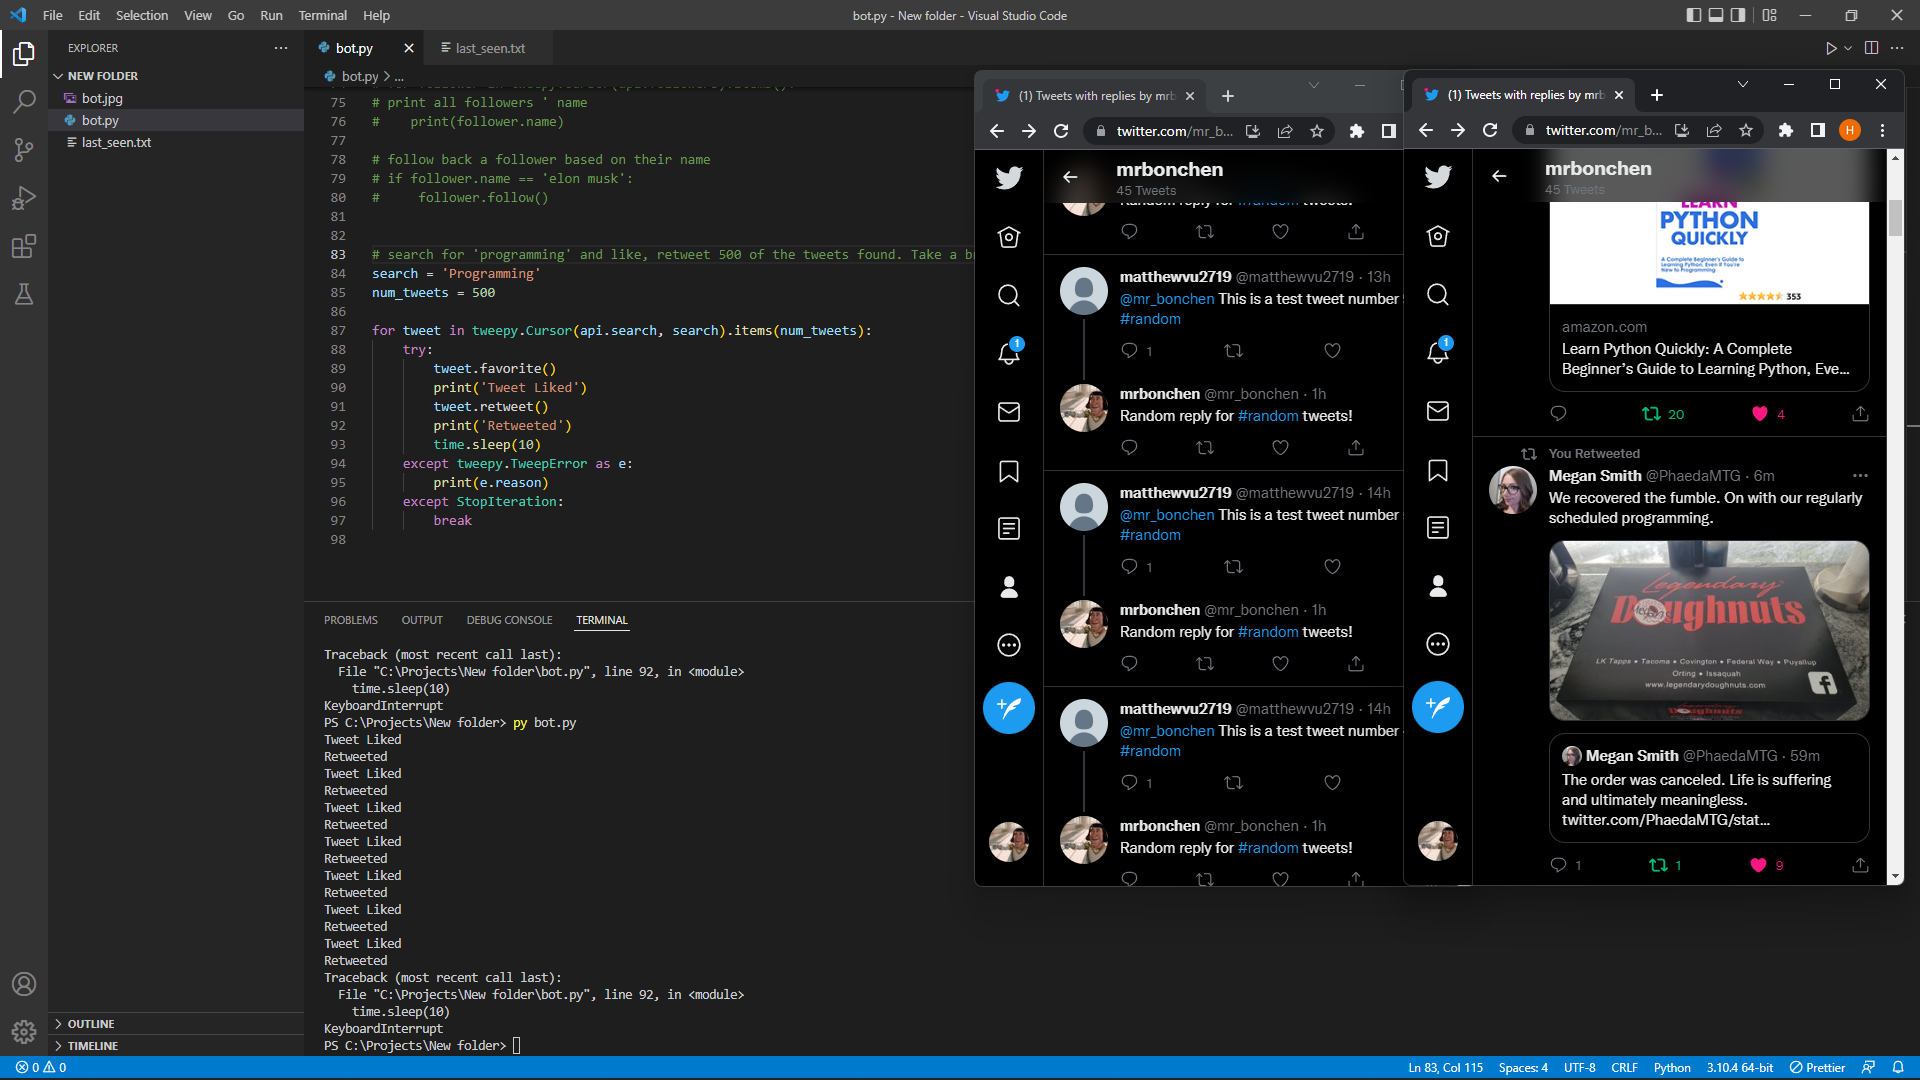 File Edit Selection View Go Run Terminal Help
bot.py - New folder - Visual Studio Code
EXPLORER
NEW FOLDER
bot.jpg
bot.py
last_seen.txt
OUTLINE
TIMELINE
bot.py
last_seen.txt
bot.py > ...
75 # print all followers ' name
76 #    print(follower.name)
77
78 # follow back a follower based on their name
79 # if follower.name == 'elon musk':
80 #     follower.follow()
81
82
83 # search for 'programming' and like, retweet 500 of the tweets found. Take a b
84 search = 'Programming'
85 num_tweets = 500
86
87 for tweet in tweepy.Cursor(api.search, search).items(num_tweets):
88     try:
89         tweet.favorite()
90         print('Tweet Liked')
91         tweet.retweet()
92         print('Retweeted')
93         time.sleep(10)
94     except tweepy.TweepError as e:
95         print(e.reason)
96     except StopIteration:
97         break
98
PROBLEMS OUTPUT DEBUG CONSOLE TERMINAL
Traceback (most recent call last):
File "C:\Projects\New folder\bot.py", line 92, in <module>
time.sleep(10)
KeyboardInterrupt
PS C:\Projects\New folder> py bot.py
Tweet Liked
Retweeted
Tweet Liked
Retweeted
Tweet Liked
Retweeted
Tweet Liked
Retweeted
Tweet Liked
Retweeted
Tweet Liked
Retweeted
Tweet Liked
Retweeted
Traceback (most recent call last):
File "C:\Projects\New folder\bot.py", line 92, in <module>
time.sleep(10)
KeyboardInterrupt
PS C:\Projects\New folder>
(1) Tweets with replies by mrb
twitter.com/mr_b...
mrbonchen
45 Tweets
Random reply for #random tweets!
matthewvu2719 @matthewvu2719 · 13h
@mr_bonchen This is a test tweet number
#random
1
mrbonchen @mr_bonchen · 1h
Random reply for #random tweets!
matthewvu2719 @matthewvu2719 · 14h
@mr_bonchen This is a test tweet number
#random
1
mrbonchen @mr_bonchen · 1h
Random reply for #random tweets!
matthewvu2719 @matthewvu2719 · 14h
@mr_bonchen This is a test tweet number
#random
1
mrbonchen @mr_bonchen · 1h
Random reply for #random tweets!
1
(1) Tweets with replies by mrb
twitter.com/mr_b...
H
mrbonchen
45 Tweets
1
LEARN
PYTHON
QUICKLY
A Complete Beginner's Guide to
Learning Python, Even If You're
New to Programming
353
amazon.com
Learn Python Quickly: A Complete
Beginner's Guide to Learning Python, Eve...
20 4
You Retweeted
Megan Smith @PhaedaMTG · 6m
We recovered the fumble. On with our regularly
scheduled programming.
Legendary
Doughnuts
LK Tapps • Tacoma • Covington • Federal Way • Puyallup
Orting • Issaquah
www.legendarydoughnuts.com
Megan Smith @PhaedaMTG · 59m
The order was canceled. Life is suffering
and ultimately meaningless.
twitter.com/PhaedaMTG/stat...
1 1 9
0 0
Ln 83, Col 115 Spaces: 4 UTF-8 CRLF Python 3.10.4 64-bit Prettier